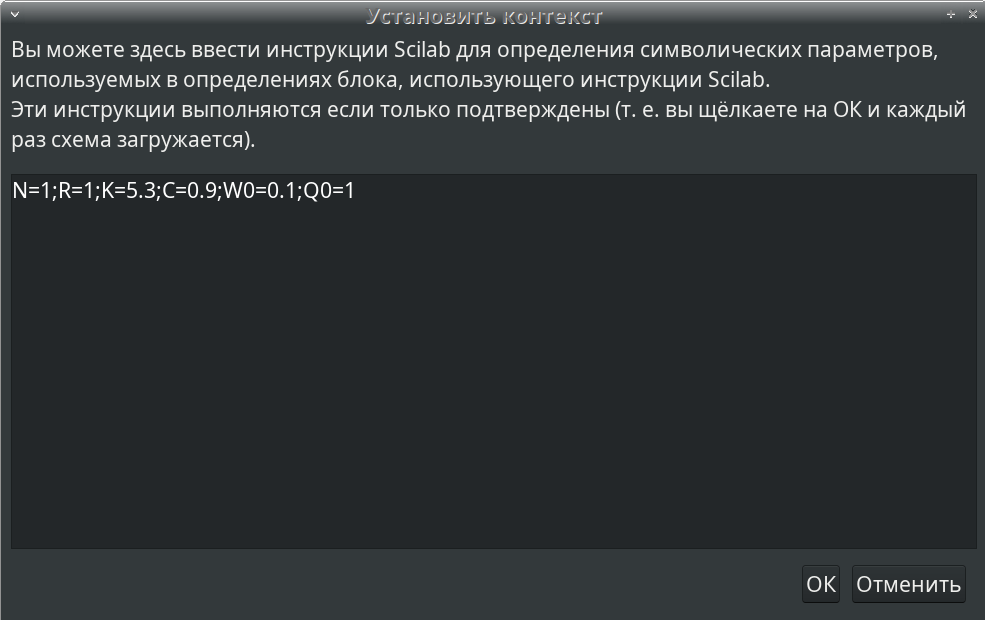 Установить контекст
Вы можете здесь ввести инструкции Scilab для определения символических параметров,
используемых в определениях блока, использующего инструкции Scilab.
Эти инструкции выполняются если только подтверждены (т. е. вы щёлкаете на ОК и каждый
раз схема загружается).
N=1;R=1;K=5.3;C=0.9;W0=0.1;Q0=1
ОК Отменить